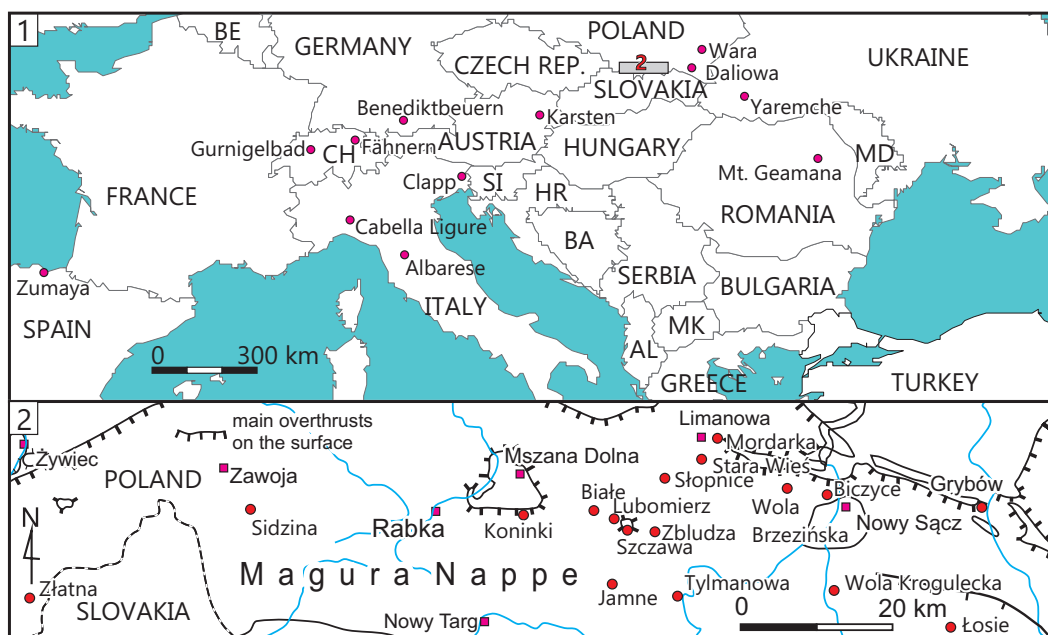 1
BE
GERMANY
POLAND
UKRAINE
CZECH REP.
2
Wara
Daliowa
SLOVAKIA
Yaremche
Benediktbeuern
Karsten
Gurnigelbad
CH
Fähnern
AUSTRIA
HUNGARY
MD
FRANCE
Clapp
SI
HR
Mt. Geamana
ROMANIA
Cabella Ligure
BA
Albarese
SERBIA
BULGARIA
Zumaya
ITALY
SPAIN
MK
AL
0 300 km
GREECE
TURKEY
2
main overthrusts
on the surface
Limanowa
Mordarka
Żywiec
POLAND
Zawoja
Mszana Dolna
Stara Wieś
Słopnice
Grybów
Białe
Wola
Brzezińska
Biczyce
Lubomierz
N
Sidzina
Rabka
Koninki
Szczawa
Zbludza
Nowy Sącz
Magura Nappe
Złatna
Jamne
Tylmanowa
Wola Krogulecka
SLOVAKIA
Nowy Targ
0 20 km
Łosie